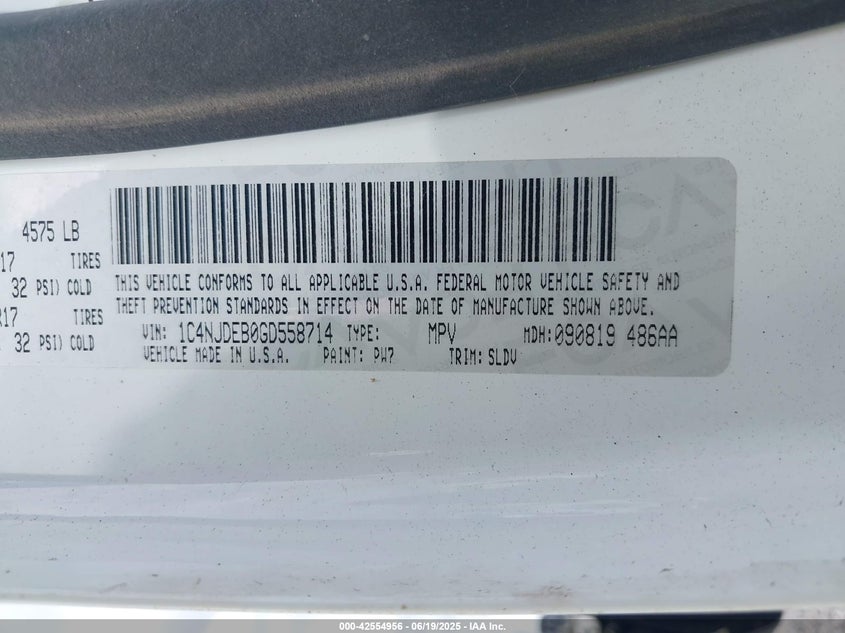 4575 LB
17 TIRES
32 PSI) COLD
R17 TIRES
32 PSI) COLD
THIS VEHICLE CONFORMS TO ALL APPLICABLE U.S.A. FEDERAL MOTOR VEHICLE SAFETY AND
THEFT PREVENTION STANDARDS IN EFFECT ON THE DATE OF MANUFACTURE SHOWN ABOVE.
VIN: 1C4NJDEB0GD558714 TYPE: MPV MDH:090819 486AA
VEHICLE MADE IN U.S.A. PAINT: PW7 TRIM: SLDV
000-42554956 - 06/19/2025 - IAA Inc.